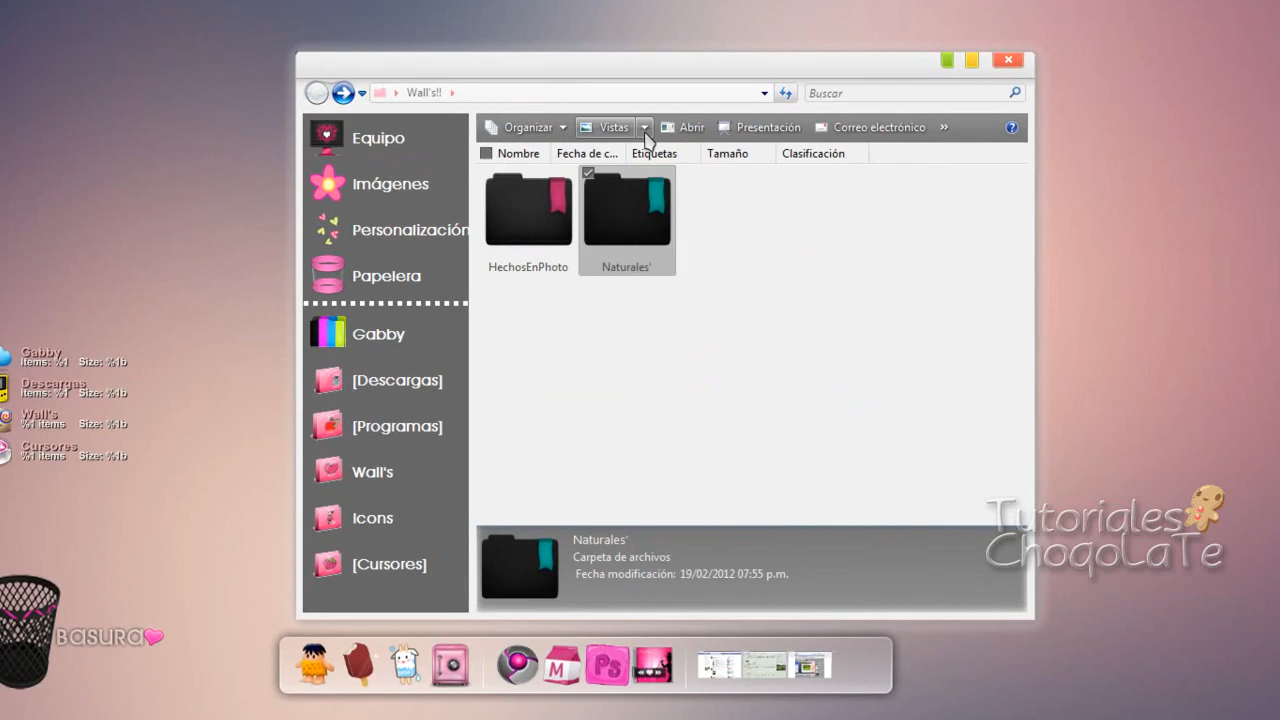 Wall's!!
Buscar
Organizar
Vistas
Abrir
Presentación
Correo electrónico
»
Nombre
Fecha de c...
Etiquetas
Tamaño
Clasificación
Equipo
Imágenes
Personalización
Papelera
Gabby
[Descargas]
[Programas]
Wall's
Icons
[Cursores]
HechosEnPhoto
Naturales'
Naturales'
Carpeta de archivos
Fecha modificación: 19/02/2012 07:55 p.m.
Gabby
Items: %1 Size: %1b
Descargas
Items: %1 Size: %1b
Wall's
%1 items Size: %1b
Cursores
%1 items Size: %1b
Tutoriales
ChoqoLaTe
BASURA
M
Ps